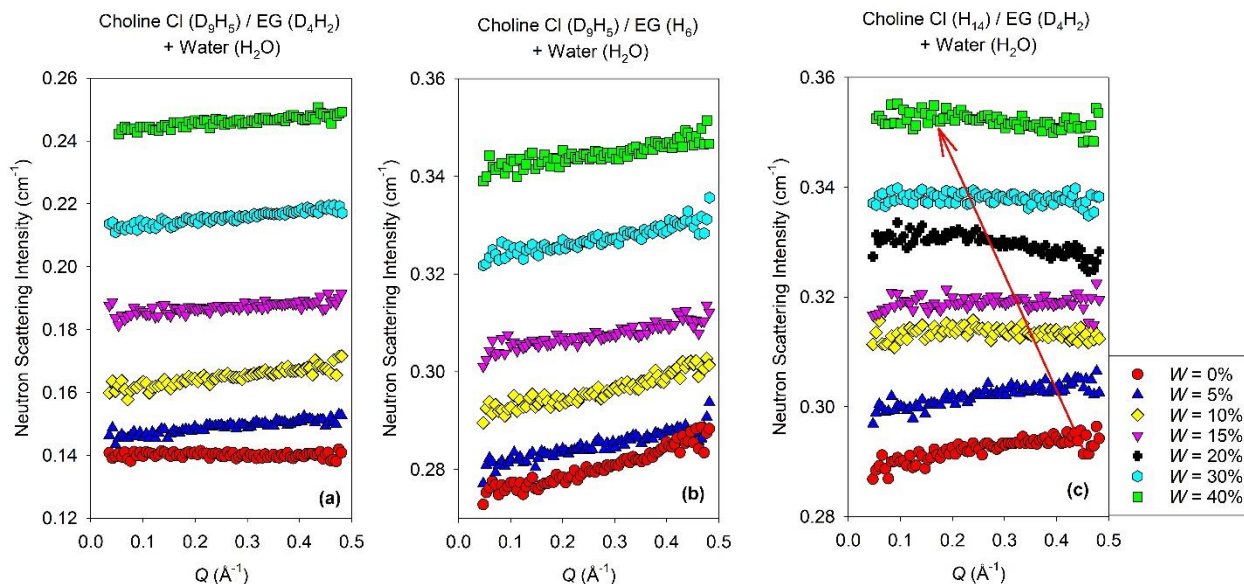 Choline Cl (D₉H₅) / EG (D₄H₂)
+ Water (H₂O)
Neutron Scattering Intensity (cm⁻¹)
0.26
0.24
0.22
0.20
0.18
0.16
0.14
0.12
0.0 0.1 0.2 0.3 0.4 0.5
Q (Å⁻¹)
(a)
Choline Cl (D₉H₅) / EG (H₆)
+ Water (H₂O)
Neutron Scattering Intensity (cm⁻¹)
0.36
0.34
0.32
0.30
0.28
0.0 0.1 0.2 0.3 0.4 0.5
Q (Å⁻¹)
(b)
Choline Cl (H₁₄) / EG (D₄H₂)
+ Water (H₂O)
Neutron Scattering Intensity (cm⁻¹)
0.36
0.34
0.32
0.30
0.28
0.0 0.1 0.2 0.3 0.4 0.5
Q (Å⁻¹)
(c)
W = 0%
W = 5%
W = 10%
W = 15%
W = 20%
W = 30%
W = 40%